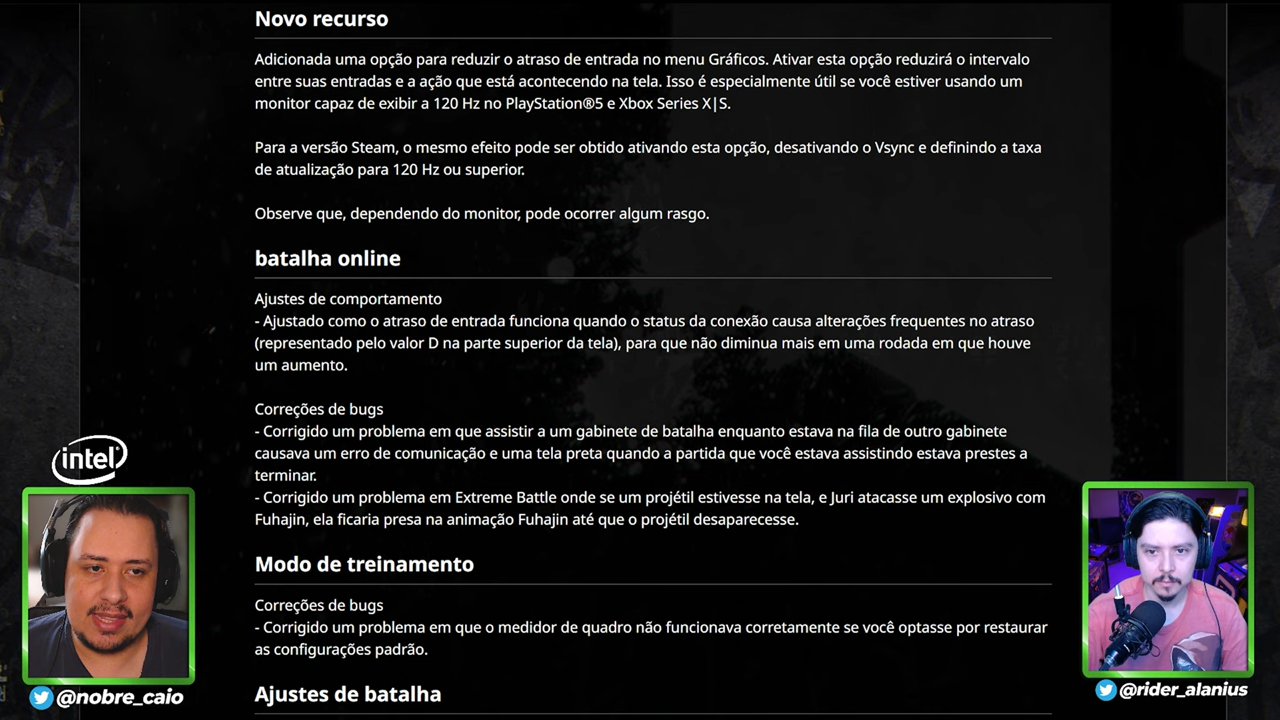 Novo recurso
Adicionada uma opção para reduzir o atraso de entrada no menu Gráficos. Ativar esta opção reduzirá o intervalo
entre suas entradas e a ação que está acontecendo na tela. Isso é especialmente útil se você estiver usando um
monitor capaz de exibir a 120 Hz no PlayStation®5 e Xbox Series X|S.
Para a versão Steam, o mesmo efeito pode ser obtido ativando esta opção, desativando o Vsync e definindo a taxa
de atualização para 120 Hz ou superior.
Observe que, dependendo do monitor, pode ocorrer algum rasgo.
batalha online
Ajustes de comportamento
- Ajustado como o atraso de entrada funciona quando o status da conexão causa alterações frequentes no atraso
(representado pelo valor D na parte superior da tela), para que não diminua mais em uma rodada em que houve
um aumento.
Correções de bugs
- Corrigido um problema em que assistir a um gabinete de batalha enquanto estava na fila de outro gabinete
causava um erro de comunicação e uma tela preta quando a partida que você estava assistindo estava prestes a
terminar.
- Corrigido um problema em Extreme Battle onde se um projétil estivesse na tela, e Juri atacasse um explosivo com
Fuhajin, ela ficaria presa na animação Fuhajin até que o projétil desaparecesse.
Modo de treinamento
Correções de bugs
- Corrigido um problema em que o medidor de quadro não funcionava corretamente se você optasse por restaurar
as configurações padrão.
Ajustes de batalha
intel
@nobre_caio
@rider_alanius